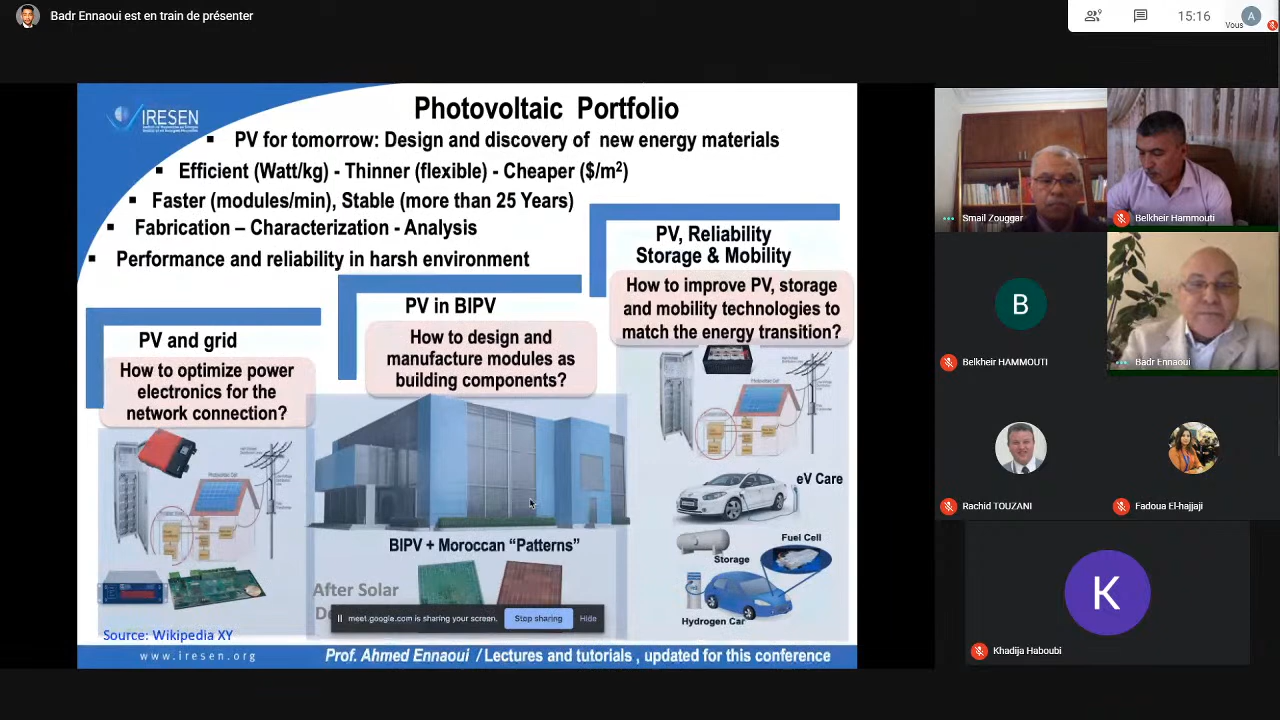 Badr Ennaoui est en train de présenter
9
15:16
A
Vous
IRESEN
Photovoltaic Portfolio
▪ PV for tomorrow: Design and discovery of new energy materials
▪ Efficient (Watt/kg) - Thinner (flexible) - Cheaper ($/m²)
▪ Faster (modules/min), Stable (more than 25 Years)
▪ Fabrication – Characterization - Analysis
▪ Performance and reliability in harsh environment
PV and grid
How to optimize power
electronics for the
network connection?
Photovoltaic Cell
Source: Wikipedia XY
PV in BIPV
How to design and
manufacture modules as
building components?
BIPV + Moroccan “Patterns”
After Solar
meet.google.com is sharing your screen.
Stop sharing
Hide
PV, Reliability
Storage & Mobility
How to improve PV, storage
and mobility technologies to
match the energy transition?
Photovoltaic Cell
eV Care
Fuel Cell
Storage
Hydrogen Car
www.iresen.org
Prof. Ahmed Ennaoui / Lectures and tutorials , updated for this conference
Smail Zouggar
Belkheir Hammouti
B
Belkheir HAMMOUTI
Badr Ennaoui
Rachid TOUZANI
Fadoua El-hajjaji
K
Khadija Haboubi